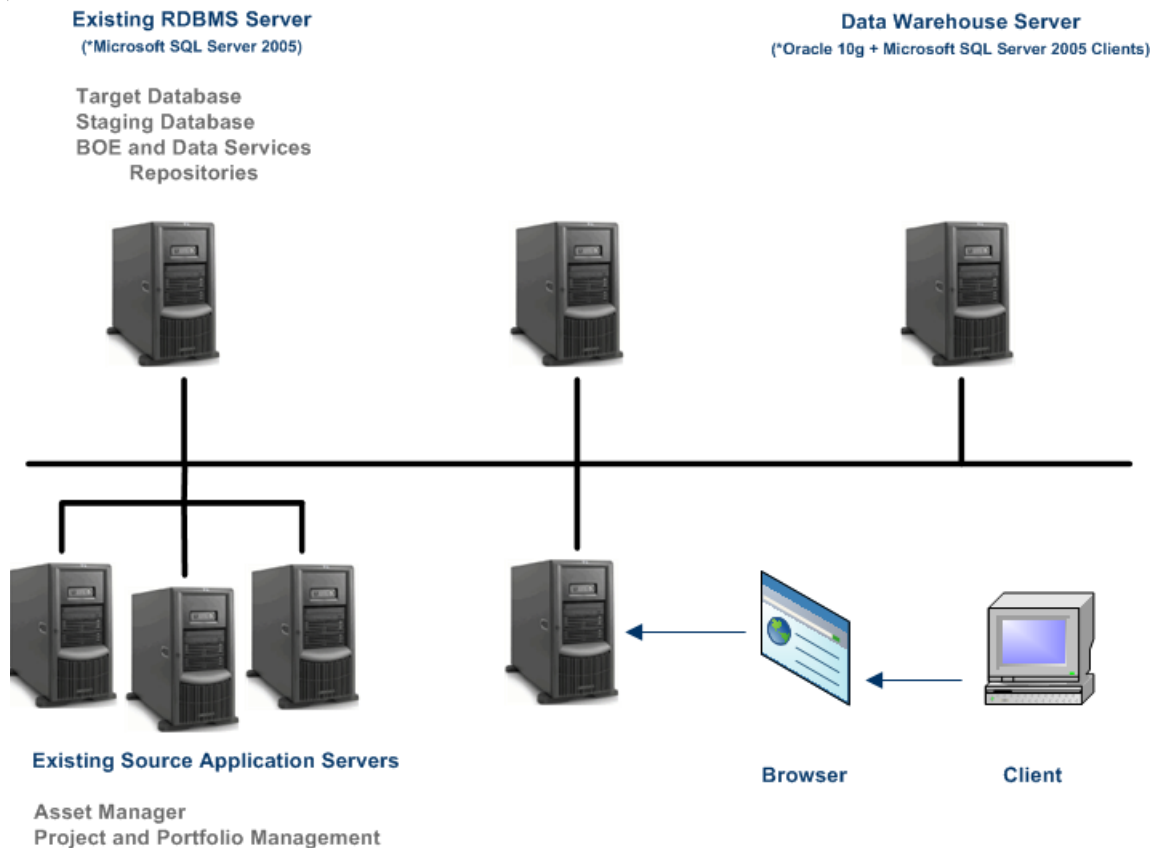 Existing RDBMS Server
(*Microsoft SQL Server 2005)
Target Database
Staging Database
BOE and Data Services
Repositories
Data Warehouse Server
(*Oracle 10g + Microsoft SQL Server 2005 Clients)
Existing Source Application Servers
Asset Manager
Project and Portfolio Management
Browser
Client